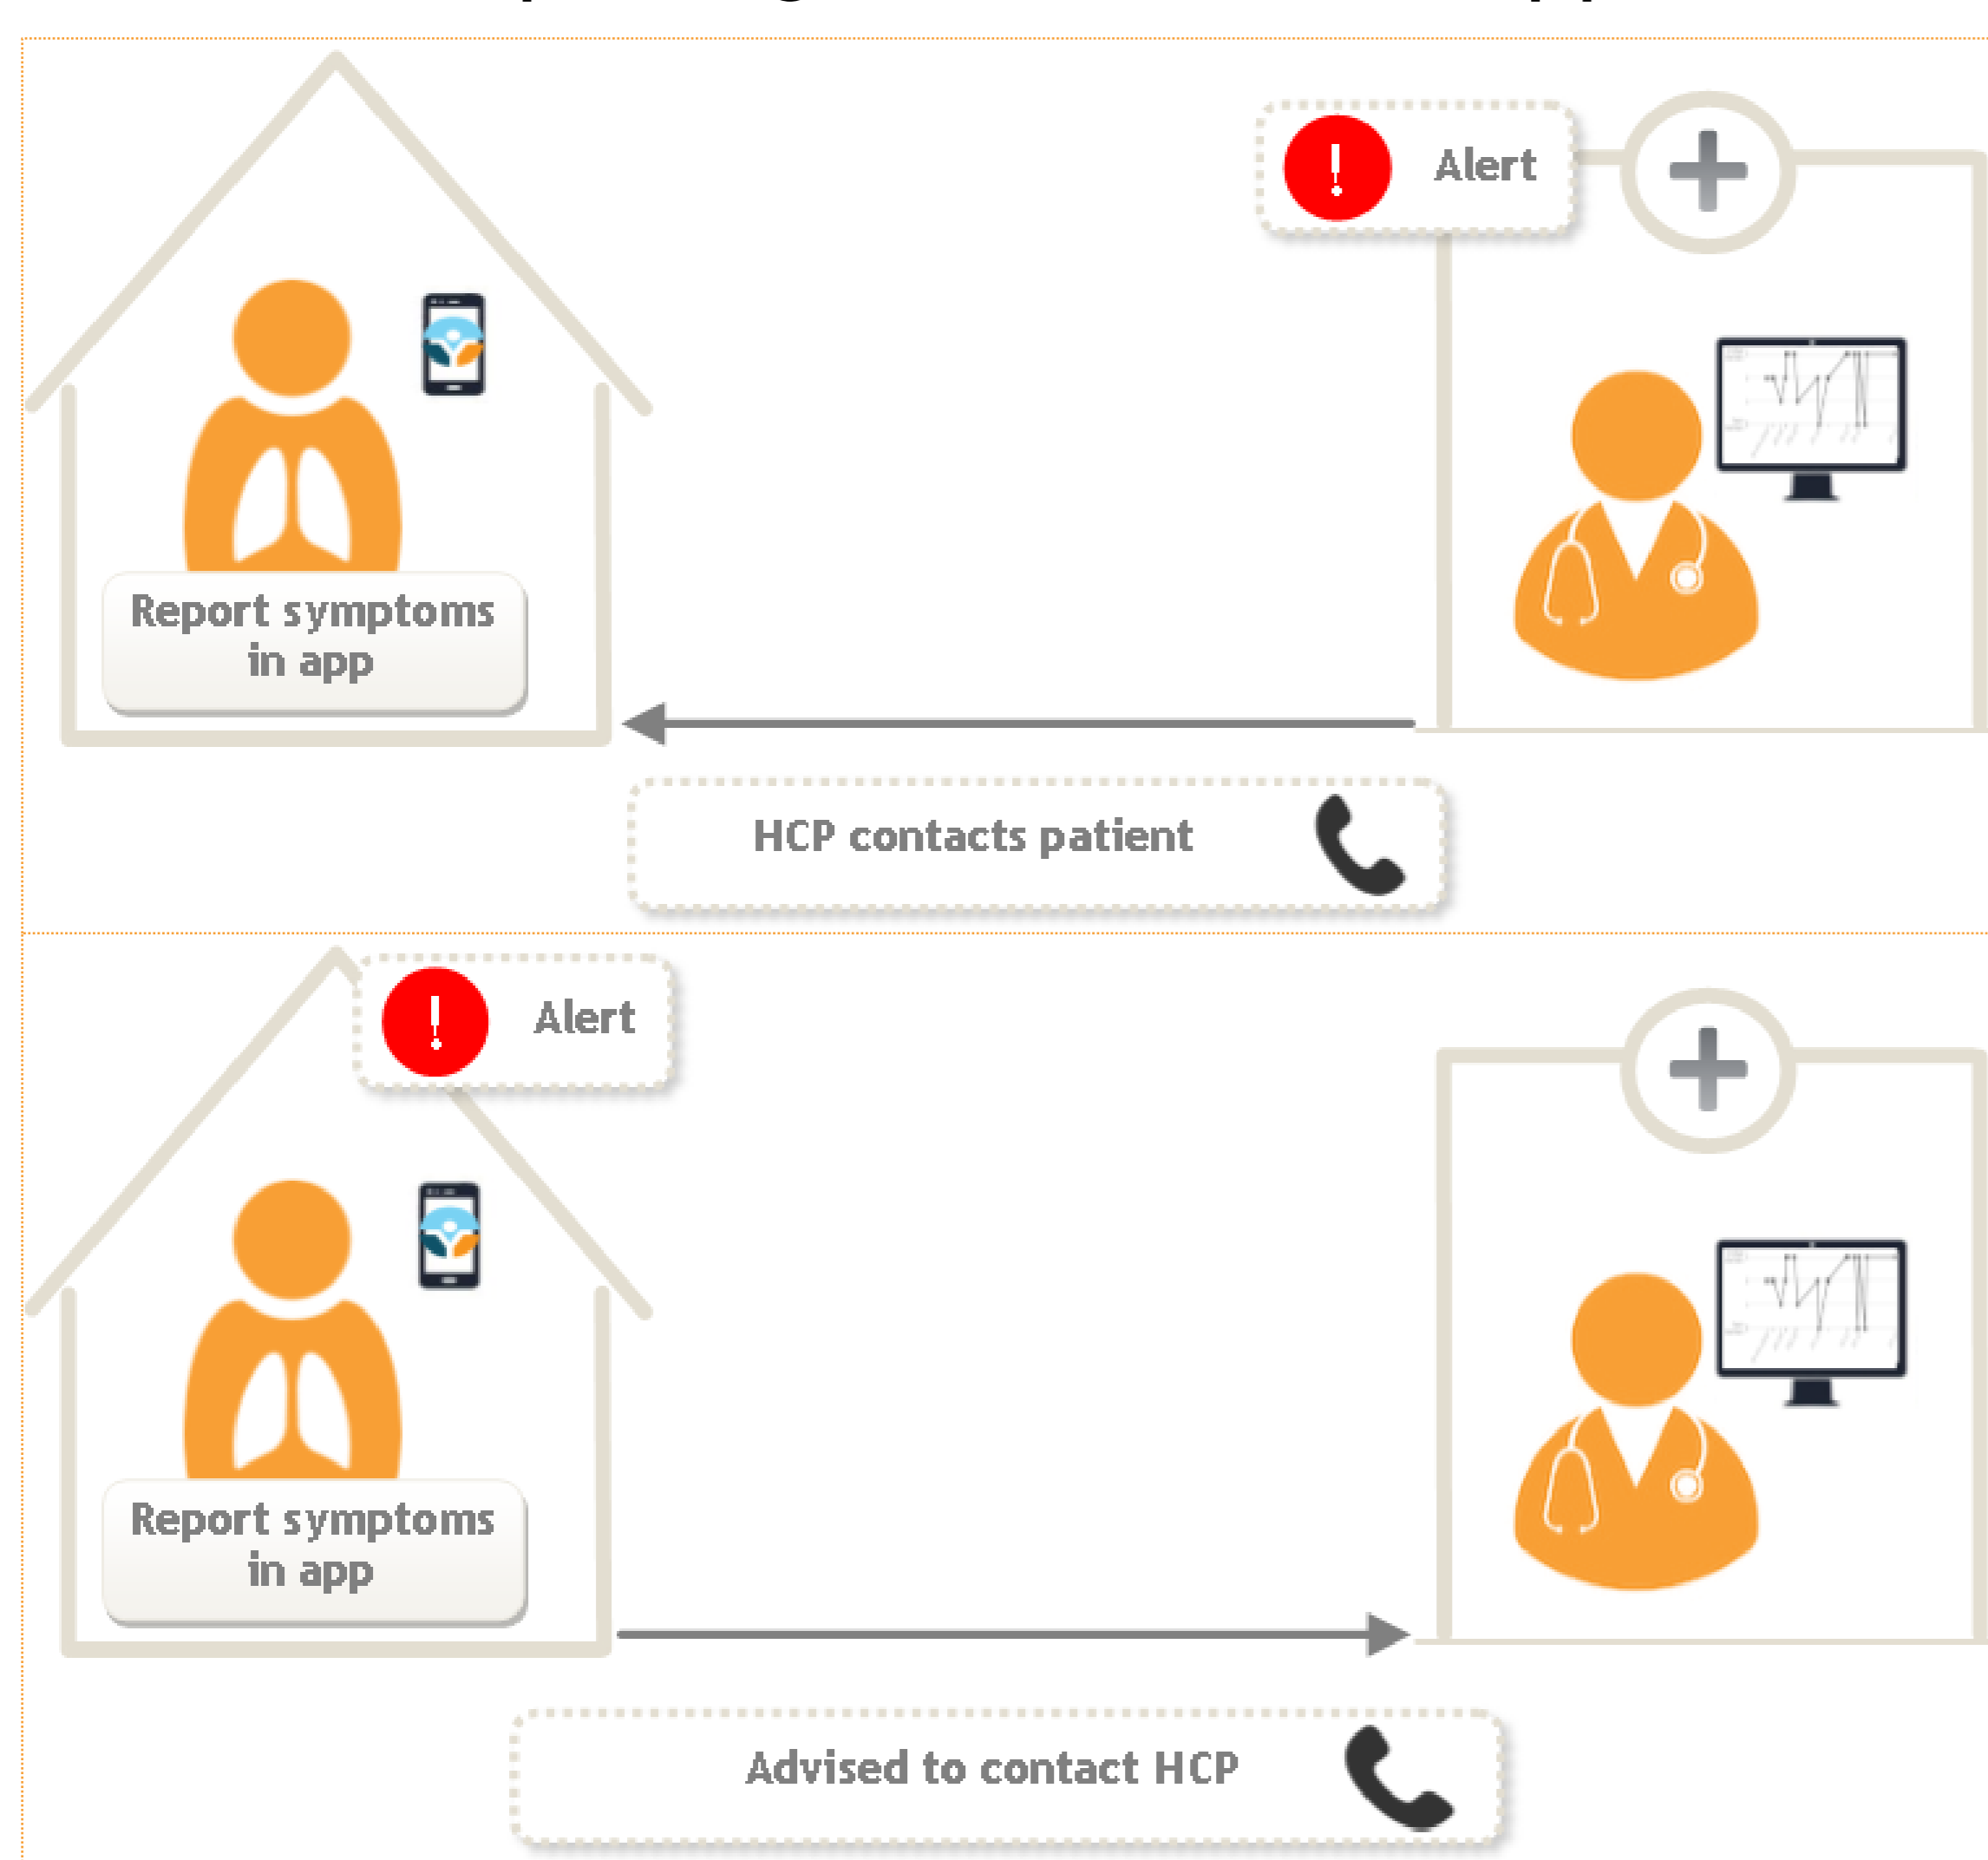 ! Alert
Report symptoms
in app
HCP contacts patient
! Alert
Report symptoms
in app
Advised to contact HCP